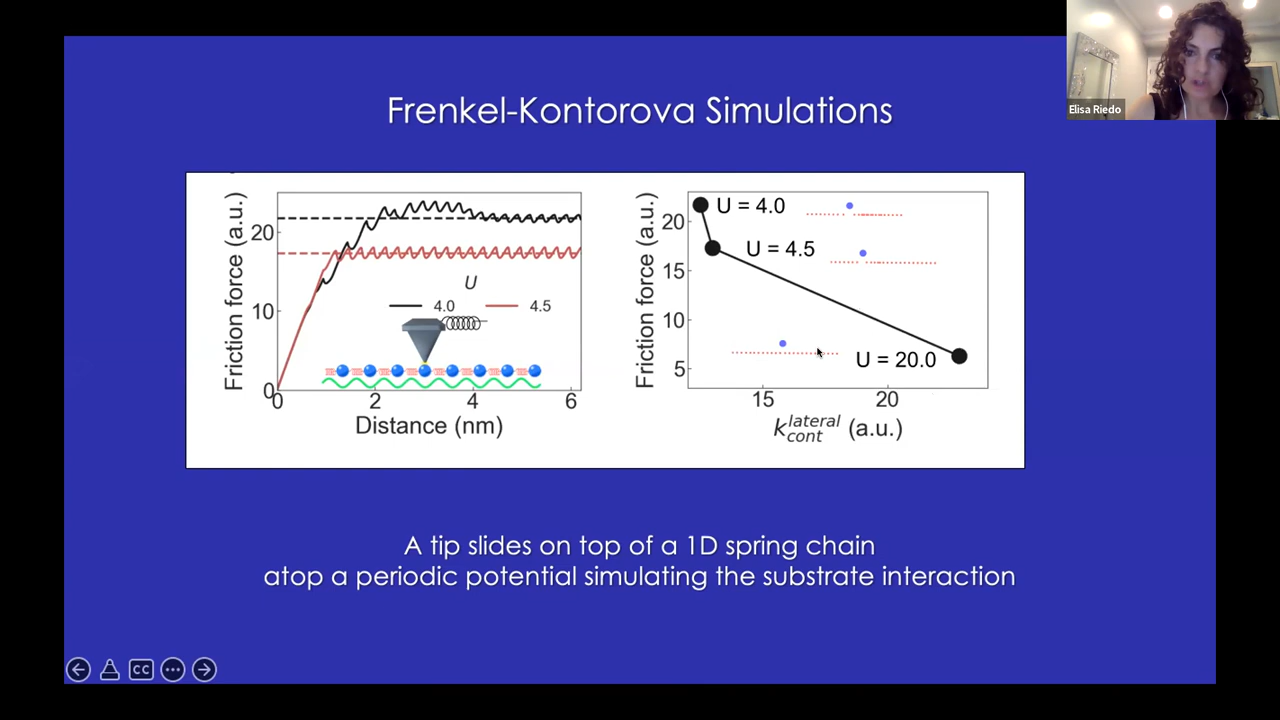 Elisa Riedo
Frenkel-Kontorova Simulations
Friction force (a.u.)
20
10
0
0
2
4
6
Distance (nm)
U
4.0
4.5
Friction force (a.u.)
20
15
10
5
15
20
k_cont^lateral (a.u.)
U = 4.0
U = 4.5
U = 20.0
A tip slides on top of a 1D spring chain
atop a periodic potential simulating the substrate interaction
CC